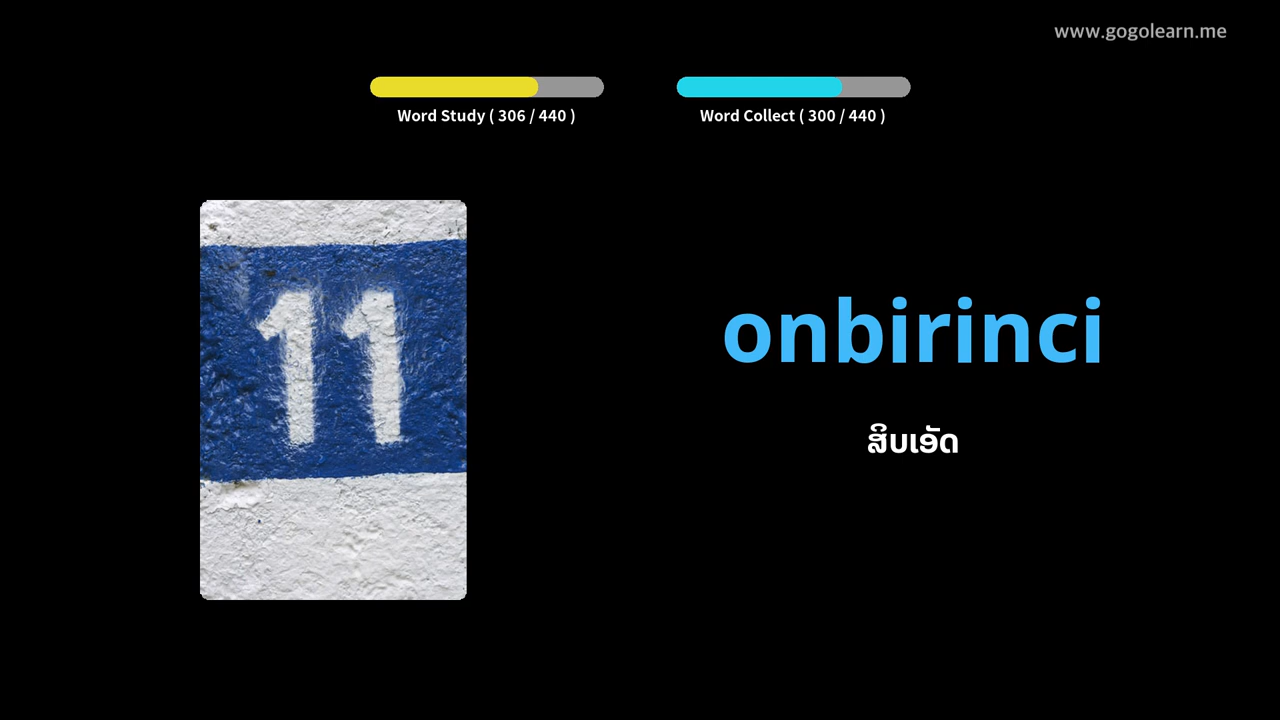 www.gogolearn.me
Word Study ( 306 / 440 )
Word Collect ( 300 / 440 )
11
onbirinci
ສິບເອັດ